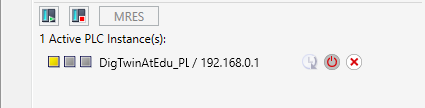 MRES
1 Active PLC Instance(s):
DigTwinAtEdu_Pl / 192.168.0.1